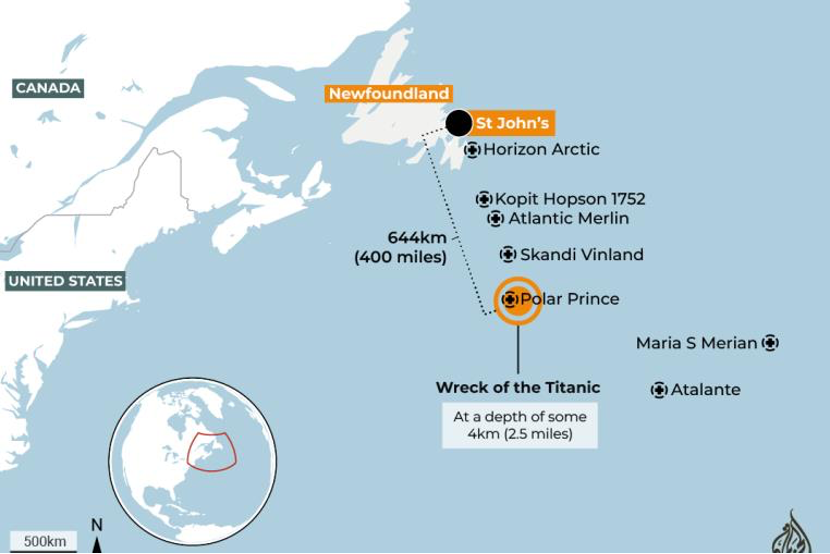 CANADA
Newfoundland
St John's
Horizon Arctic
Kopit Hopson 1752
Atlantic Merlin
644km
(400 miles)
Skandi Vinland
UNITED STATES
Polar Prince
Maria S Merian
Wreck of the Titanic
Atalante
At a depth of some
4km (2.5 miles)
N
500km